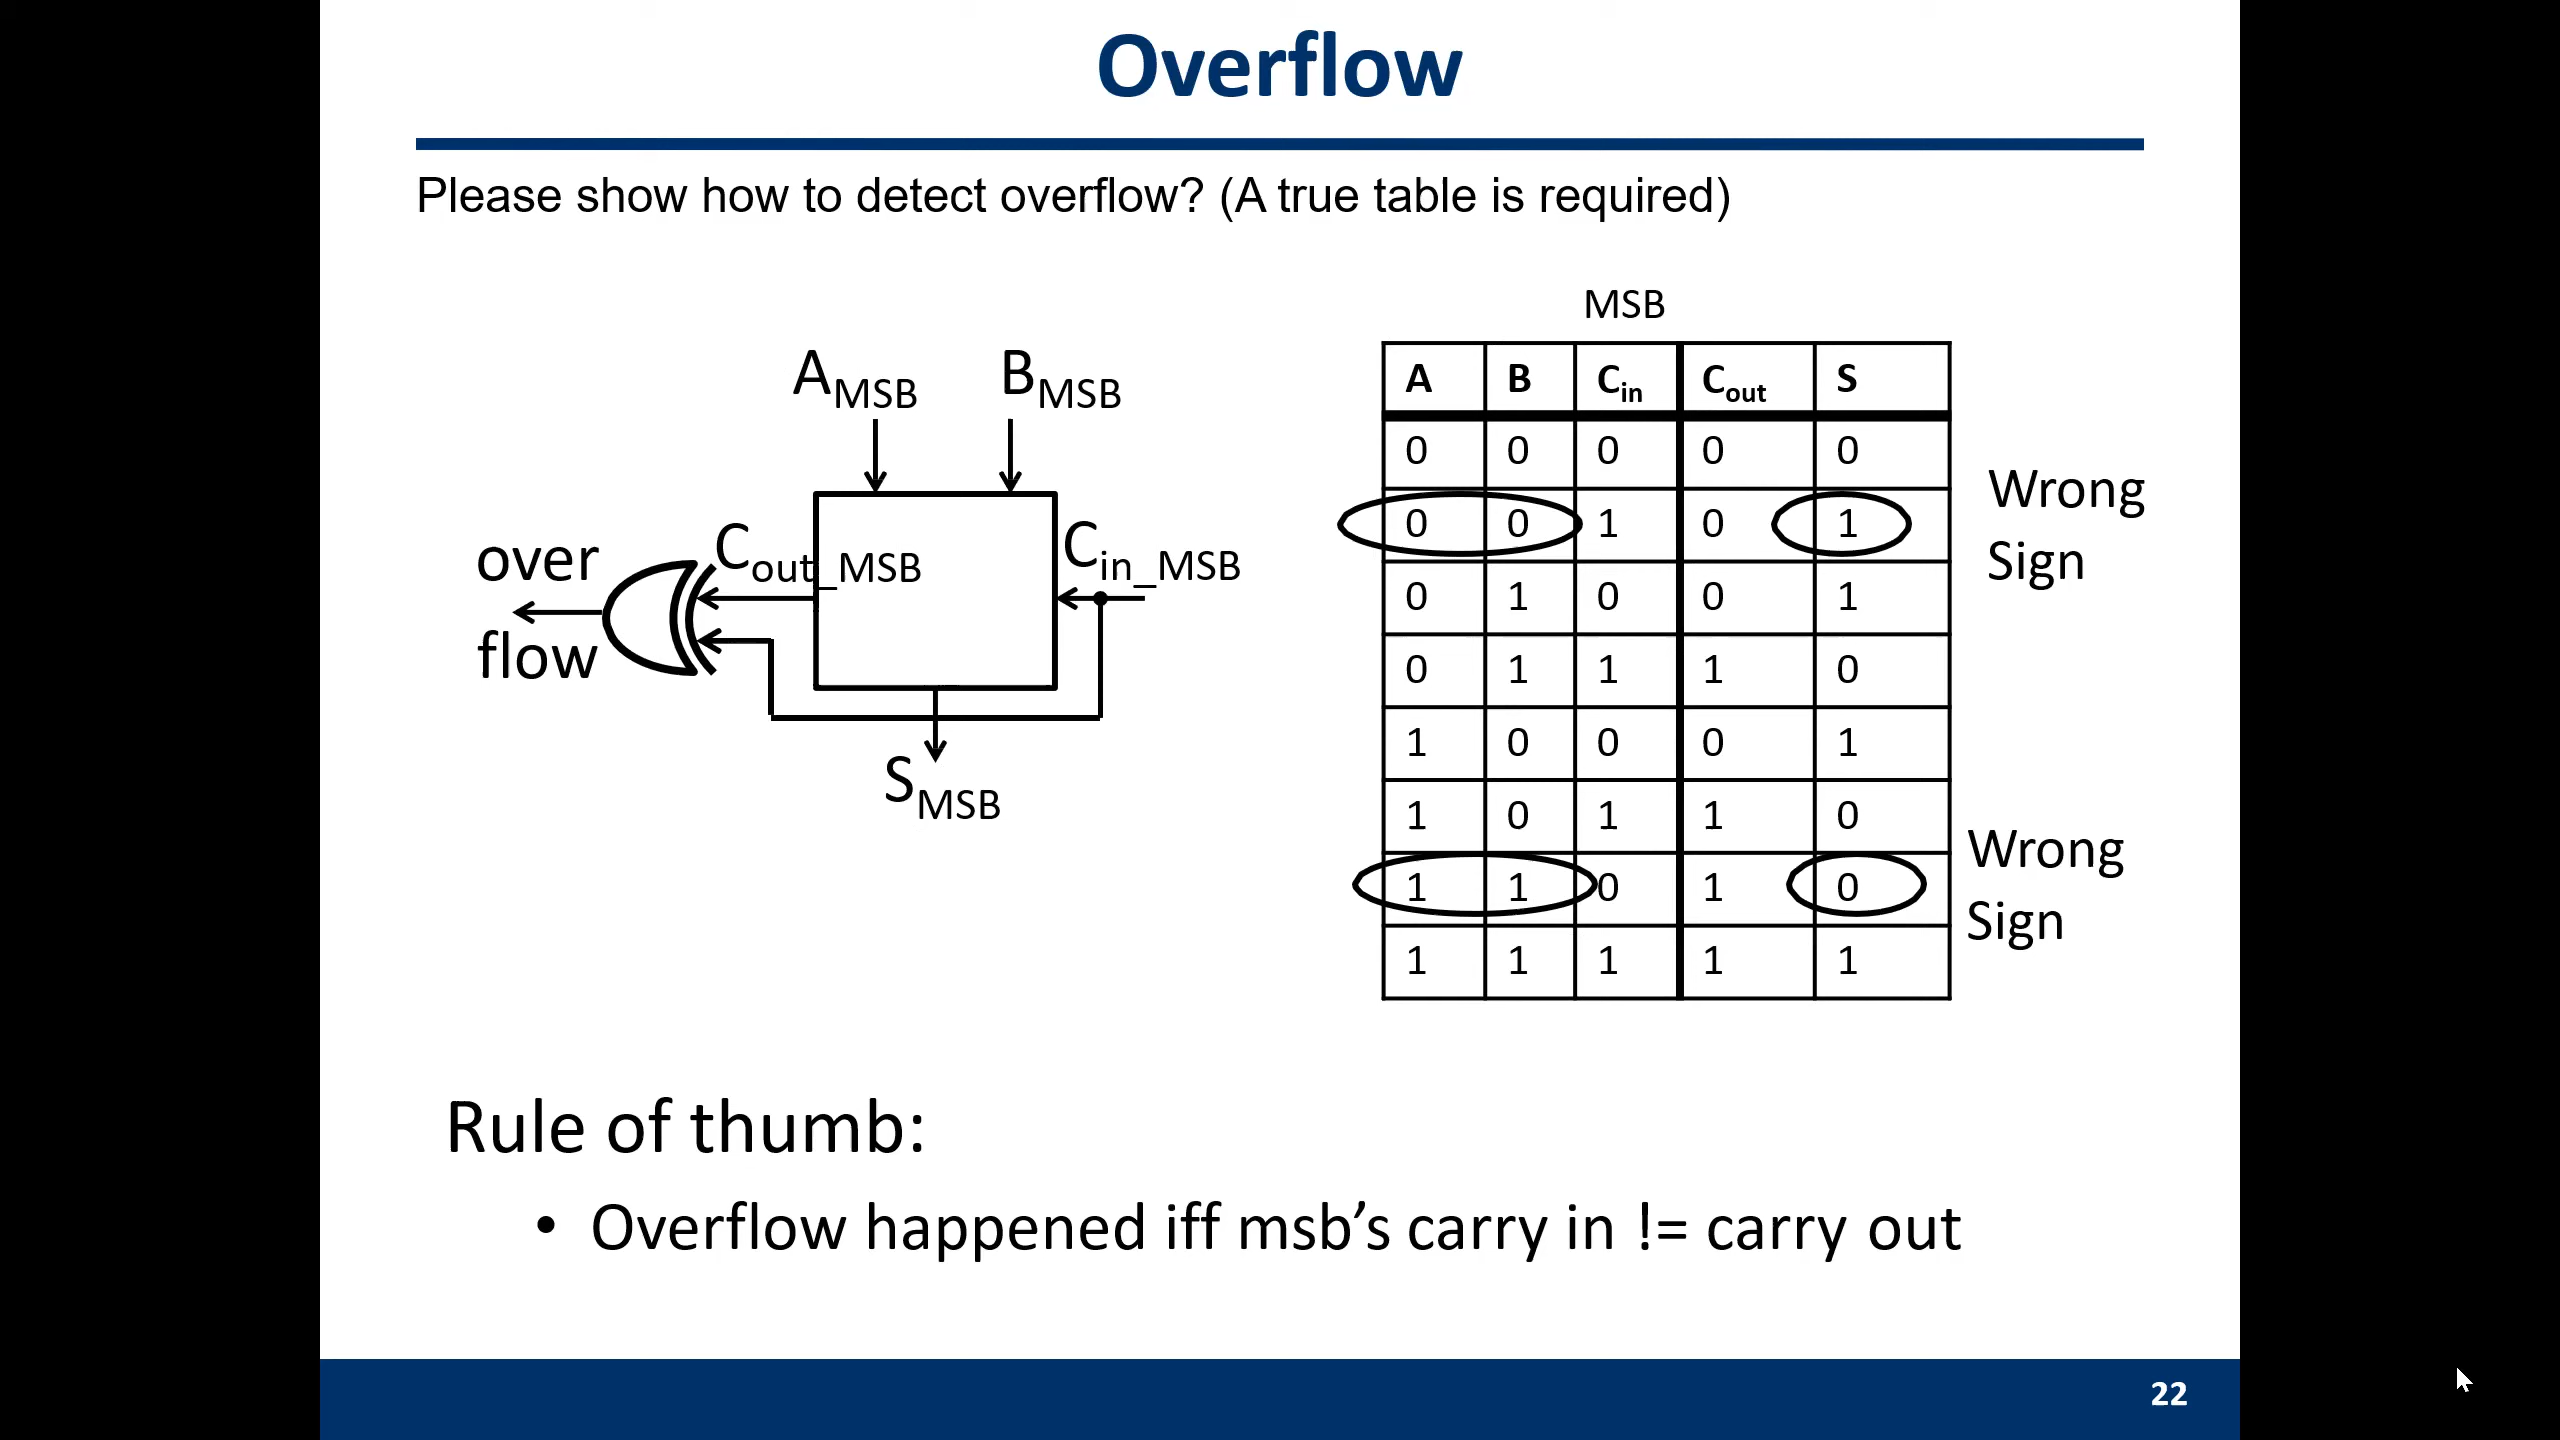 Overflow
Please show how to detect overflow? (A true table is required)
A_MSB B_MSB
C_out_MSB C_in_MSB
over
flow
S_MSB
MSB
A B C_in C_out S
0 0 0 0 0
0 0 1 0 1
0 1 0 0 1
0 1 1 1 0
1 0 0 0 1
1 0 1 1 0
1 1 0 1 0
1 1 1 1 1
Wrong
Sign
Wrong
Sign
Rule of thumb:
• Overflow happened iff msb’s carry in != carry out
22